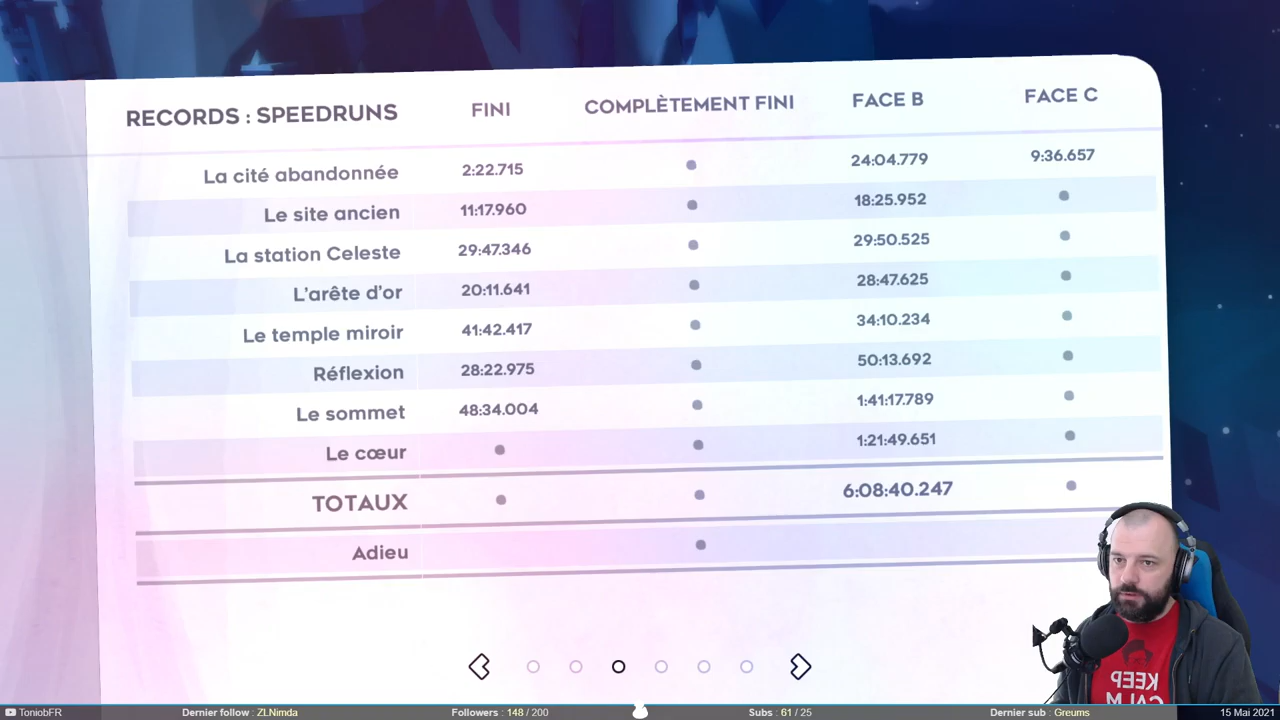 RECORDS : SPEEDRUNS FINI COMPLÈTEMENT FINI FACE B FACE C
La cité abandonnée 2:22.715 24:04.779 9:36.657
Le site ancien 11:17.960 18:25.952
La station Celeste 29:47.346 29:50.525
L'arête d'or 20:11.641 28:47.625
Le temple miroir 41:42.417 34:10.234
Réflexion 28:22.975 50:13.692
Le sommet 48:34.004 1:41:17.789
Le cœur 1:21:49.651
TOTAUX 6:08:40.247
Adieu
KEEP
CALM
ToniobFR Dernier follow : ZLNimda Followers : 148 / 200 Subs : 61 / 25 Dernier sub : Greums 15 Mai 2021